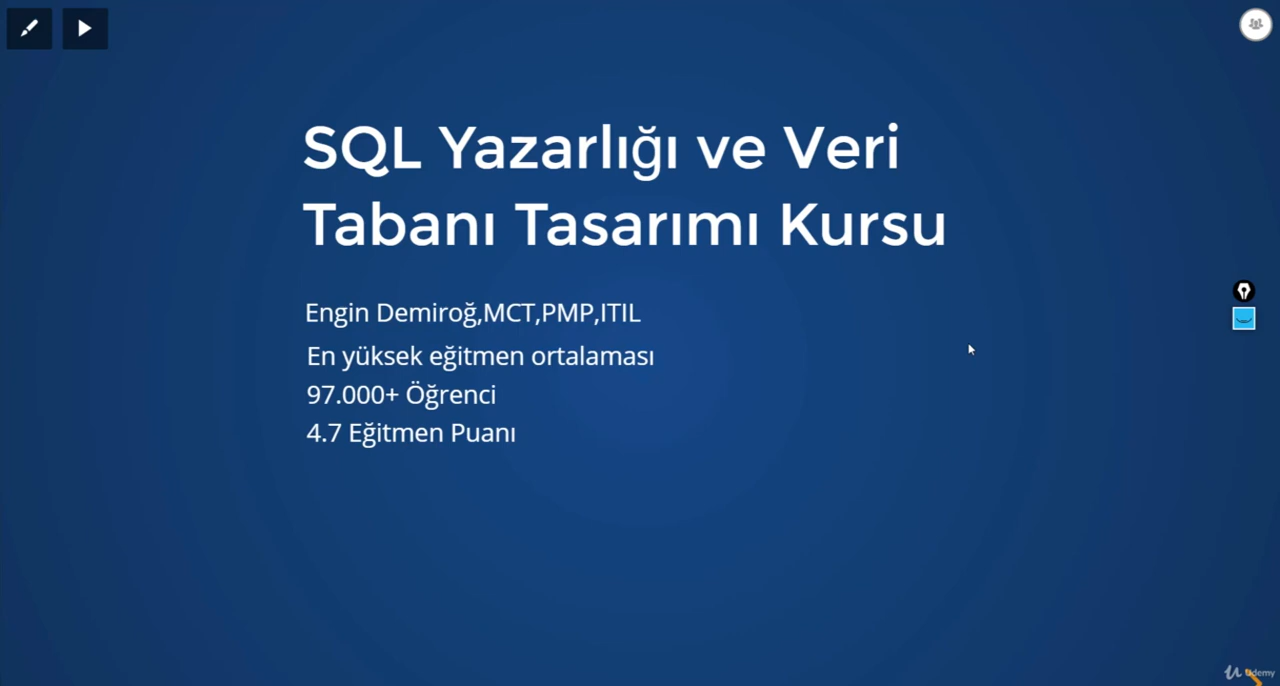 SQL Yazarlığı ve Veri
Tabanı Tasarımı Kursu
Engin Demiroğ,MCT,PMP,ITIL
En yüksek eğitmen ortalaması
97.000+ Öğrenci
4.7 Eğitmen Puanı
Udemy